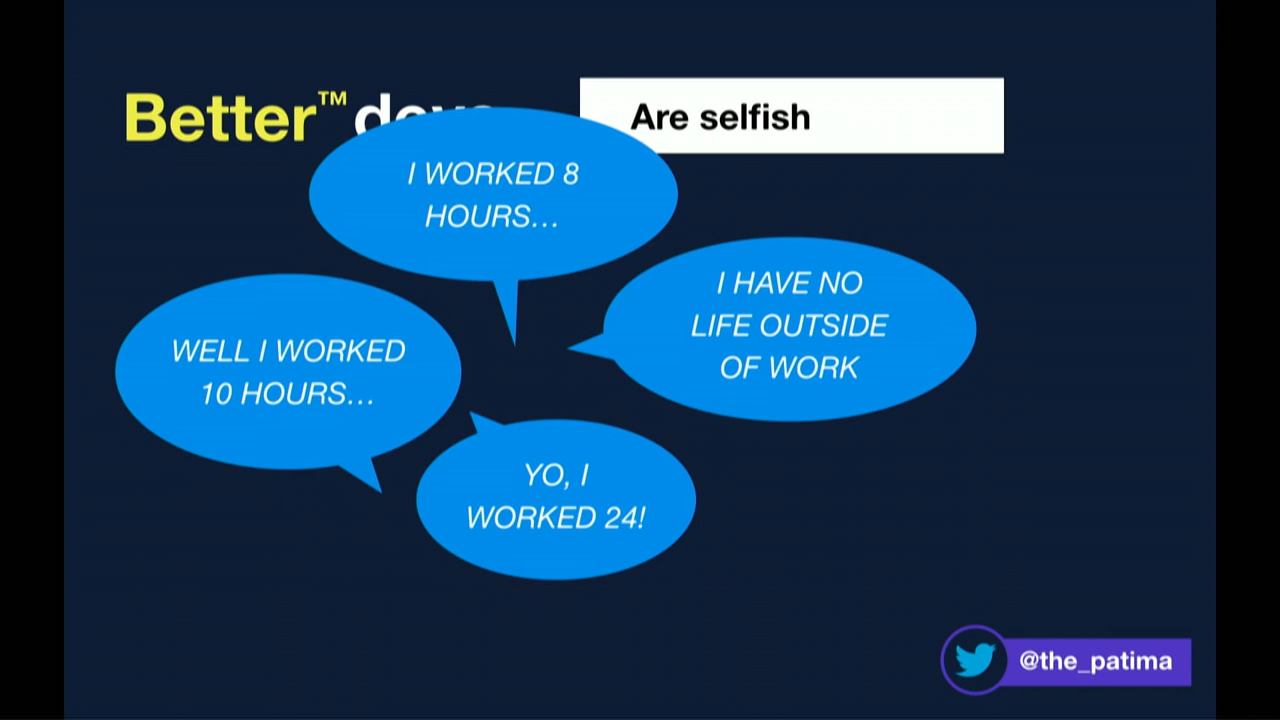 Better™
Are selfish
I WORKED 8
HOURS...
I HAVE NO
LIFE OUTSIDE
OF WORK
WELL I WORKED
10 HOURS...
YO, I
WORKED 24!
@the_patima